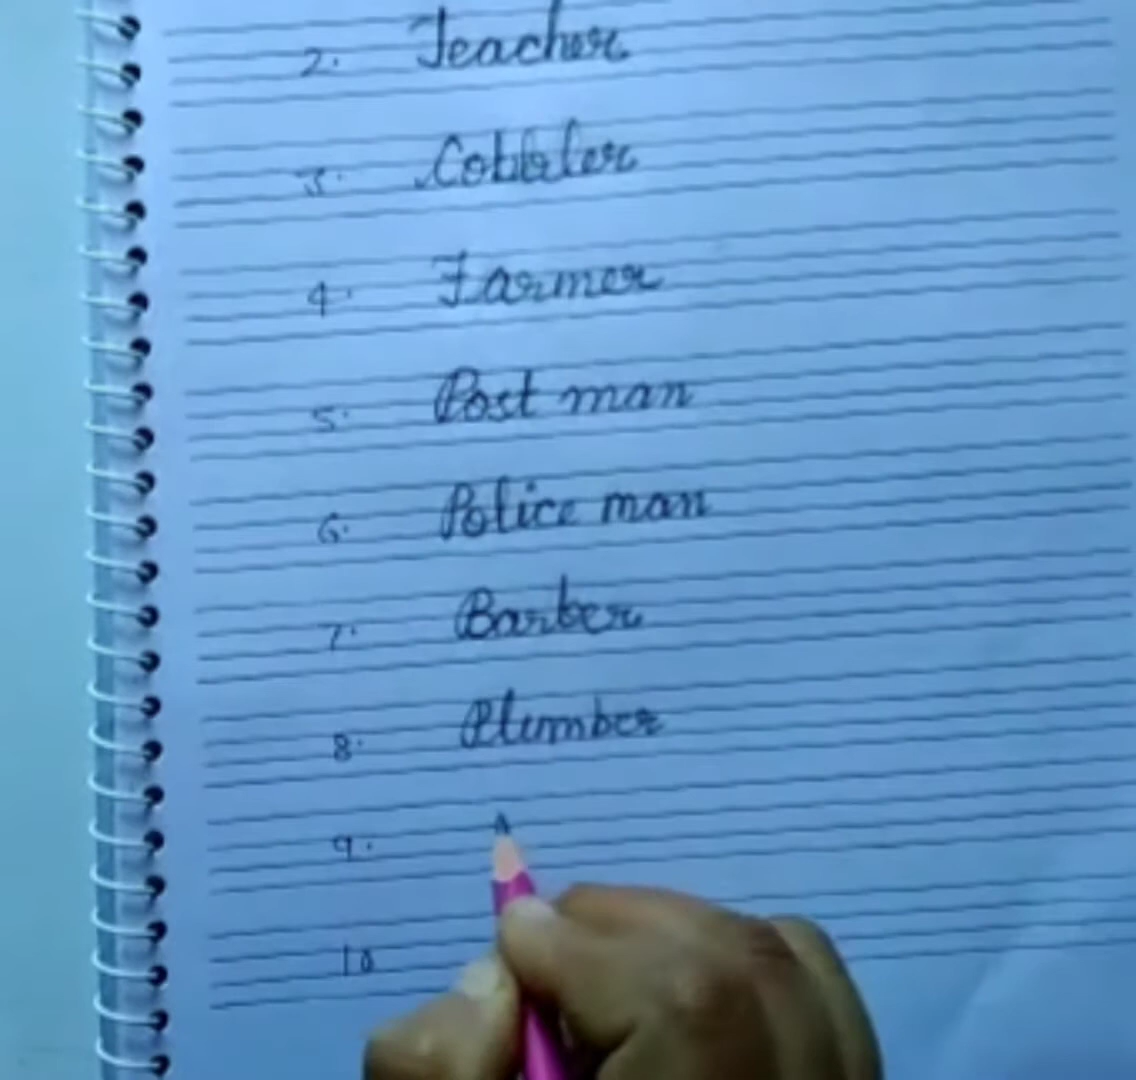 2. Teacher
3. Cobbler
4. Farmer
5. Post man
6. Police man
7. Barber
8. Plumber
9.
10